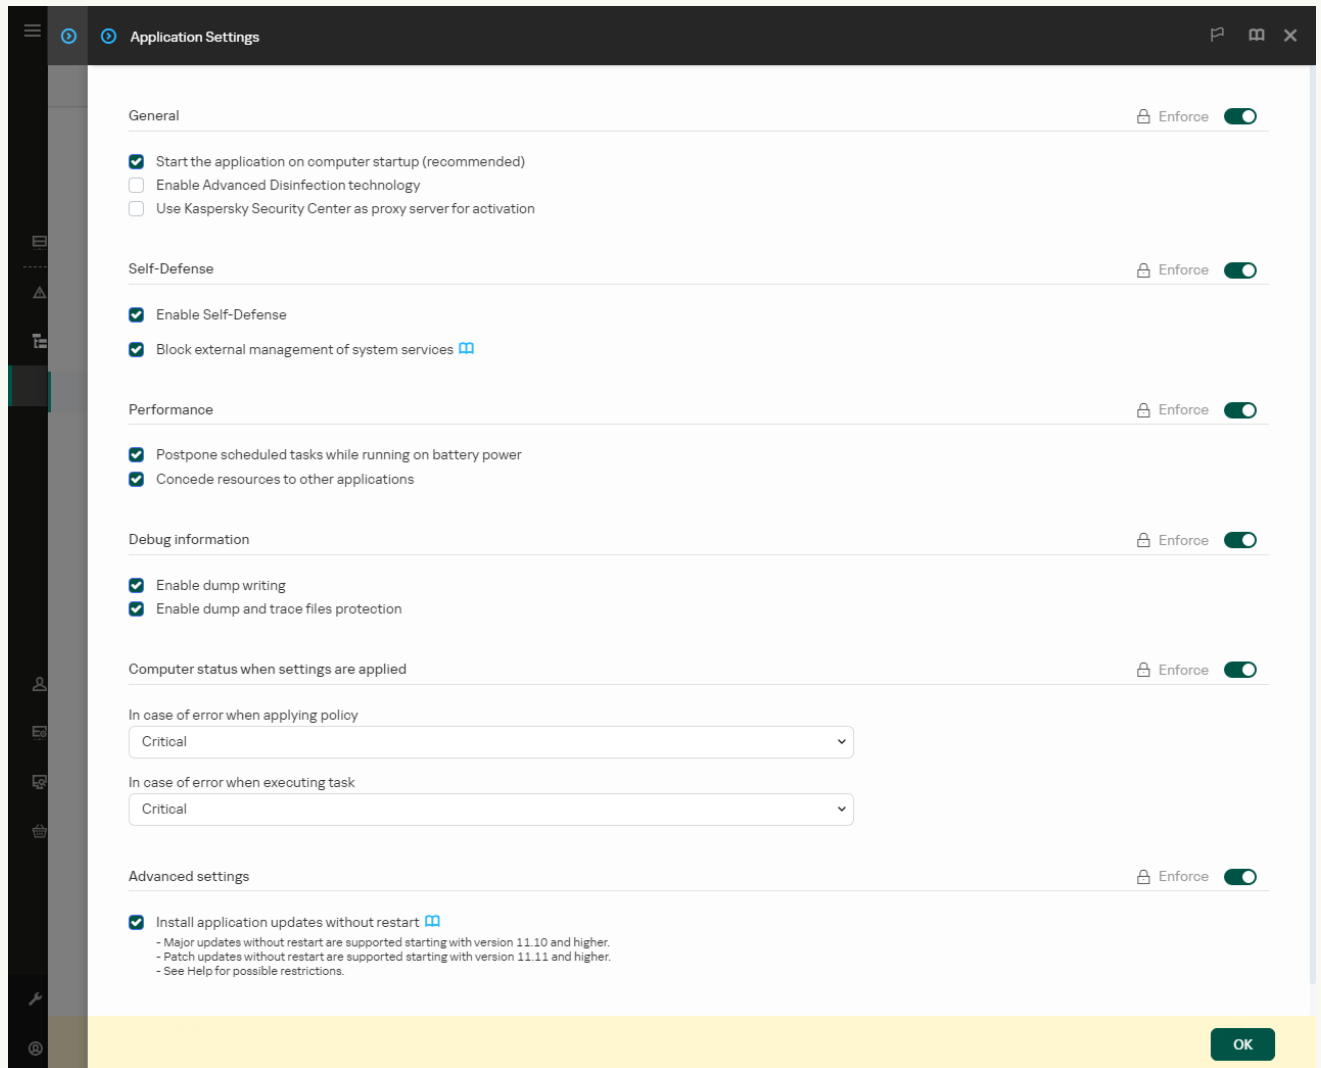 Application Settings
General
Enforce
Start the application on computer startup (recommended)
Enable Advanced Disinfection technology
Use Kaspersky Security Center as proxy server for activation
Self-Defense
Enforce
Enable Self-Defense
Block external management of system services
Performance
Enforce
Postpone scheduled tasks while running on battery power
Concede resources to other applications
Debug information
Enforce
Enable dump writing
Enable dump and trace files protection
Computer status when settings are applied
Enforce
In case of error when applying policy
Critical
In case of error when executing task
Critical
Advanced settings
Enforce
Install application updates without restart
- Major updates without restart are supported starting with version 11.10 and higher.
- Patch updates without restart are supported starting with version 11.11 and higher.
- See Help for possible restrictions.
OK